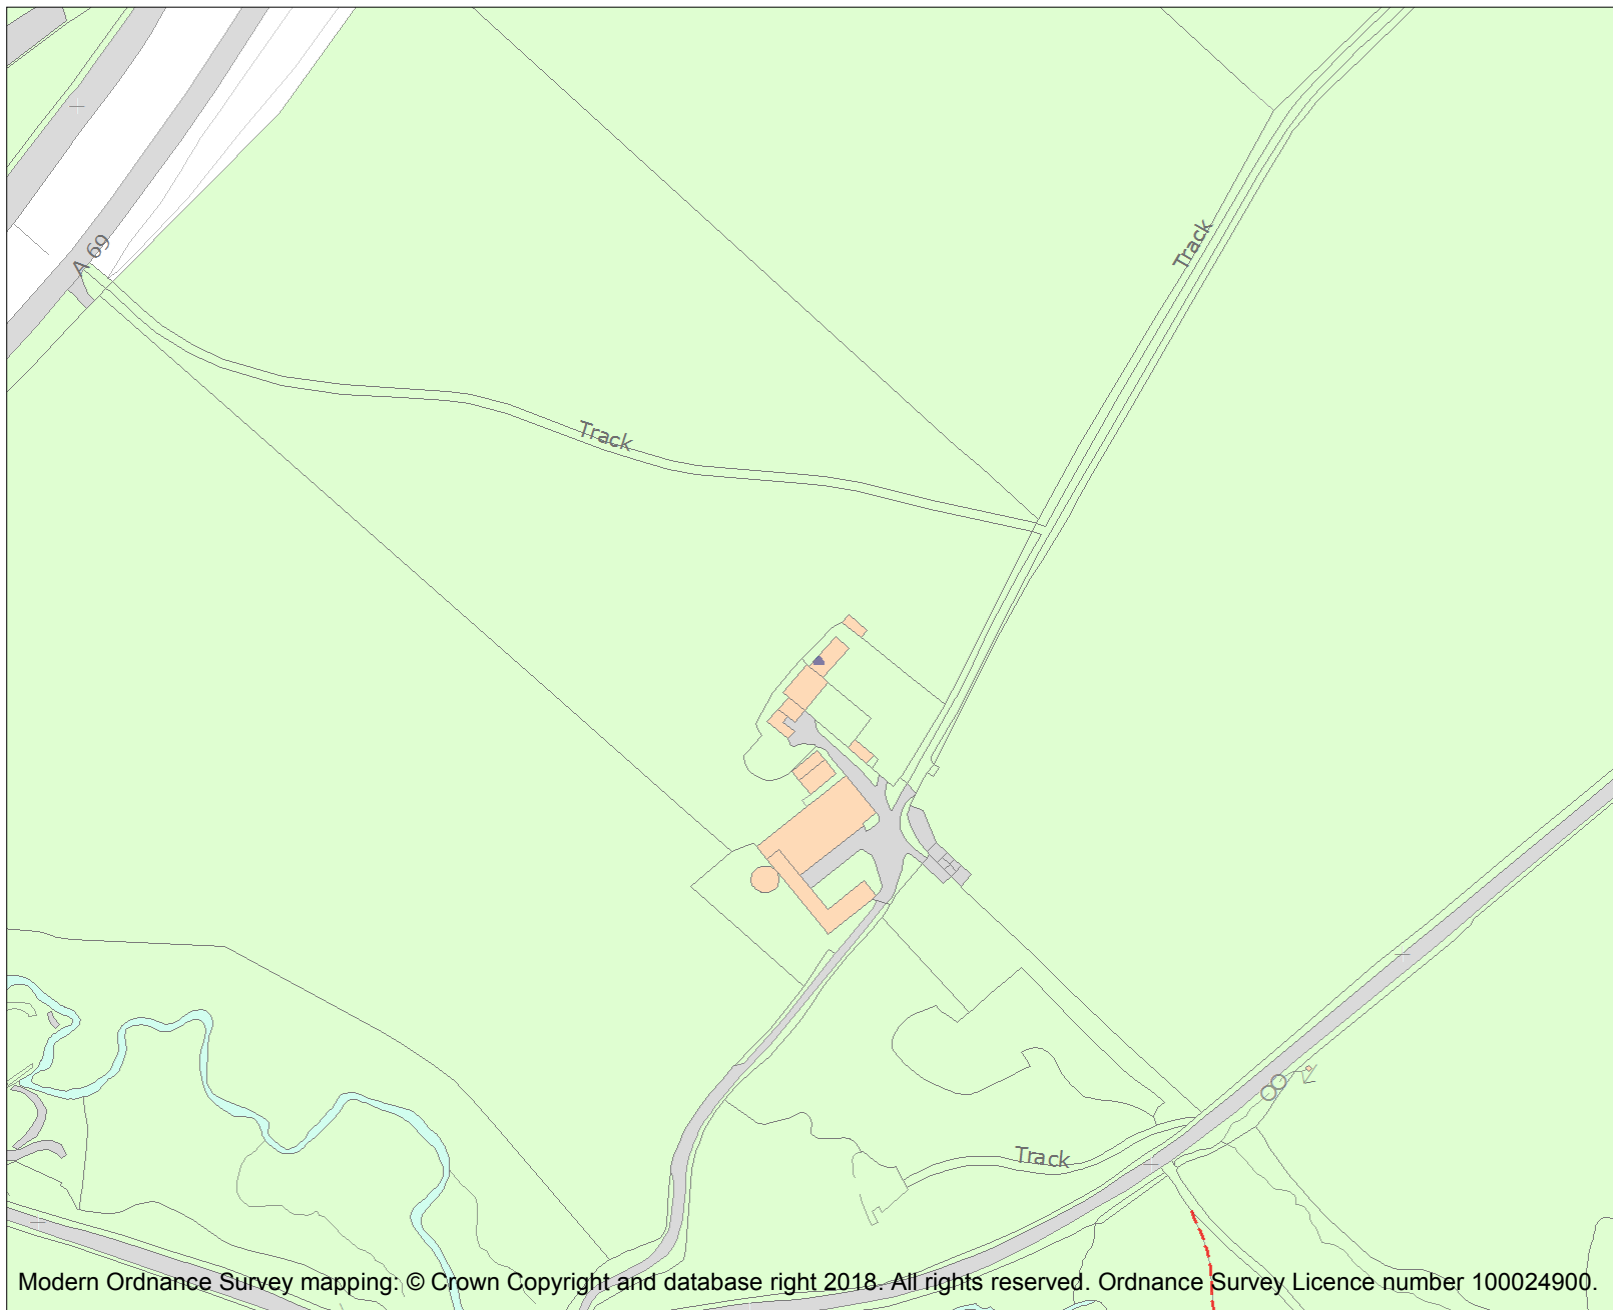 Track
A 69
Track
Track
Modern Ordnance Survey mapping: © Crown Copyright and database right 2018. All rights reserved. Ordnance Survey Licence number 100024900.